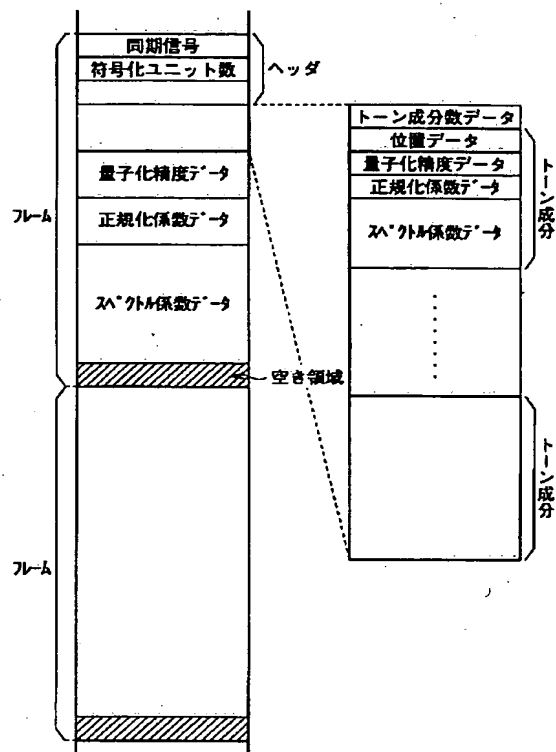 同期信号
符号化ユニット数
ヘッダ
量子化精度データ
正規化係数データ
スペクトル係数データ
空き領域
フレーム
フレーム
トーン成分数データ
位置データ
量子化精度データ
正規化係数データ
スペクトル係数データ
トーン成分
トーン成分